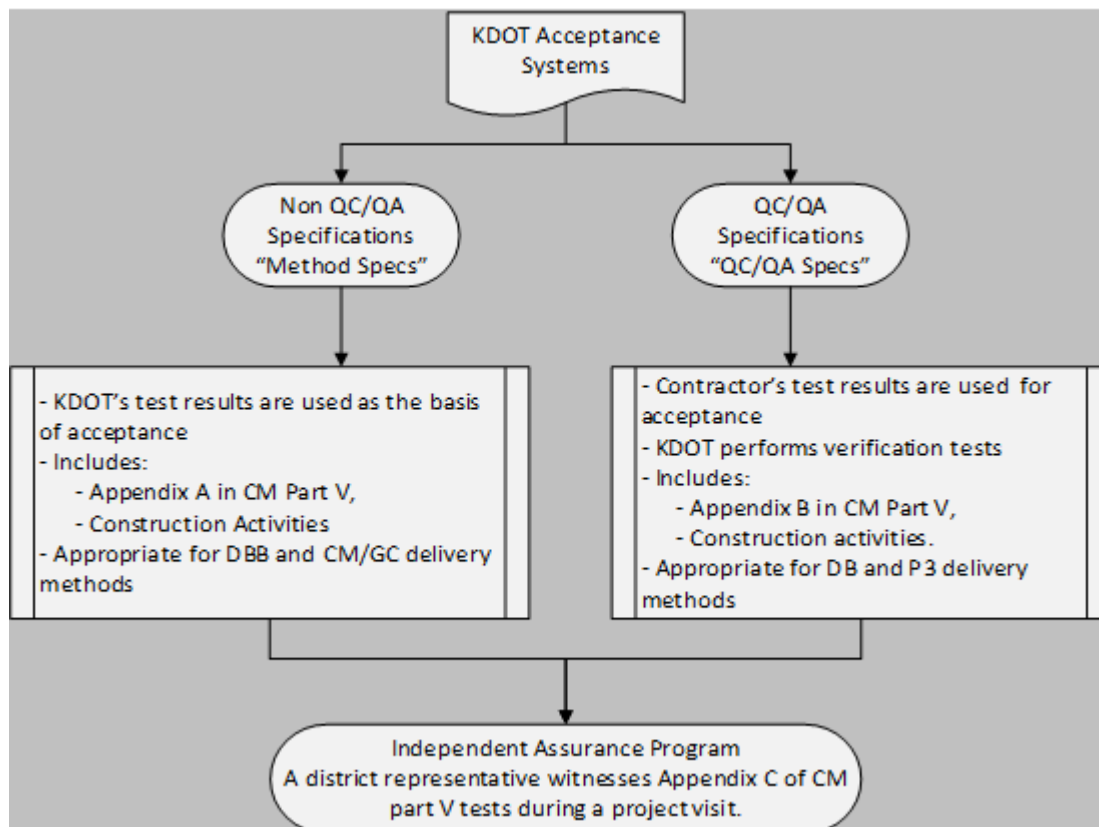 KDOT Acceptance
Systems
Non QC/QA
Specifications
“Method Specs”
QC/QA
Specifications
“QC/QA Specs”
- KDOT’s test results are used as the basis
of acceptance
- Includes:
- Appendix A in CM Part V,
- Construction Activities
- Appropriate for DBB and CM/GC delivery
methods
- Contractor’s test results are used for
acceptance
- KDOT performs verification tests
- Includes:
- Appendix B in CM Part V,
- Construction activities.
- Appropriate for DB and P3 delivery
methods
Independent Assurance Program
A district representative witnesses Appendix C of CM
part V tests during a project visit.